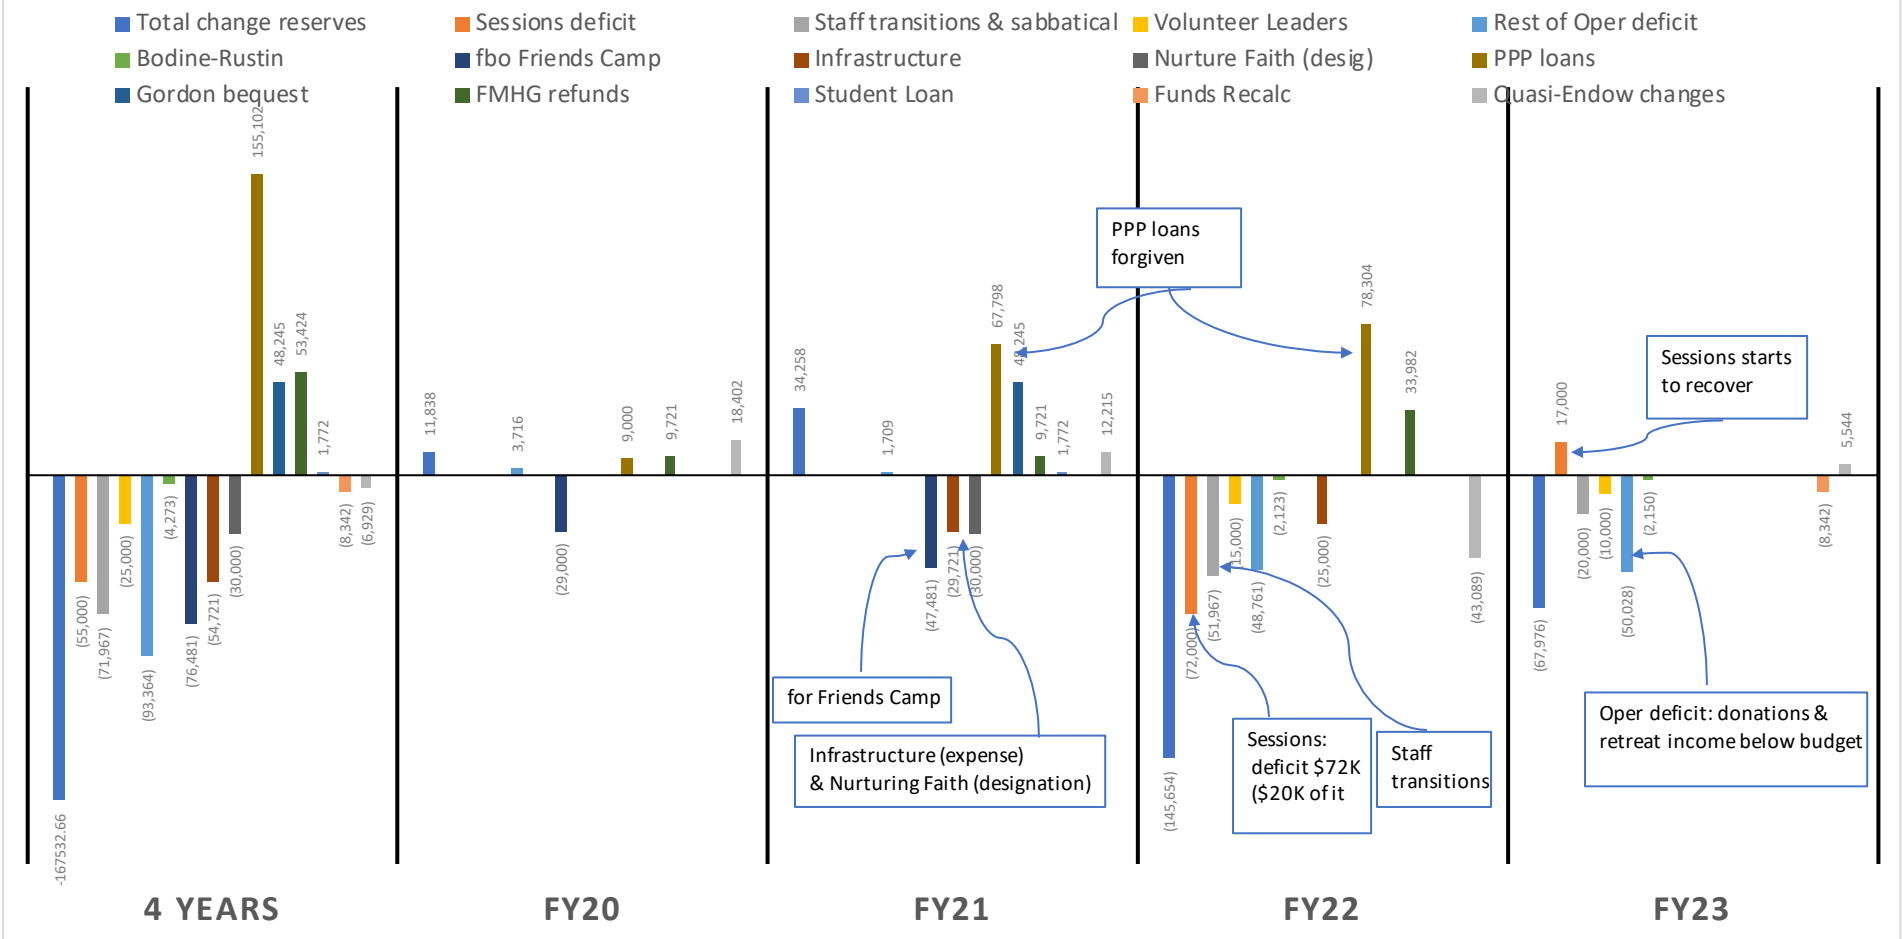 Total change reserves
Sessions deficit
Staff transitions & sabbatical
Volunteer Leaders
Rest of Oper deficit
Bodine-Rustin
fbo Friends Camp
Infrastructure
Nurture Faith (desig)
PPP loans
Gordon bequest
FMHG refunds
Student Loan
Funds Recalc
Quasi-Endow changes
-167532.66
(55,000)
(71,967)
(25,000)
(93,364)
(4,273)
(76,481)
(54,721)
(30,000)
155,102
48,245
53,424
1,772
(8,342)
(6,929)
11,838
3,716
(29,000)
9,000
9,721
18,402
34,258
1,709
(47,481)
(29,721)
(30,000)
67,798
48,245
9,721
1,772
12,215
(145,654)
(72,000)
(51,967)
(15,000)
(48,761)
(2,123)
(25,000)
78,304
33,982
(43,089)
(67,976)
17,000
(20,000)
(10,000)
(50,028)
(2,150)
(8,342)
5,544
PPP loans
forgiven
Sessions starts
to recover
for Friends Camp
Infrastructure (expense)
& Nurturing Faith (designation)
Sessions:
deficit $72K
($20K of it
Staff
transitions
Oper deficit: donations &
retreat income below budget
4 YEARS
FY20
FY21
FY22
FY23